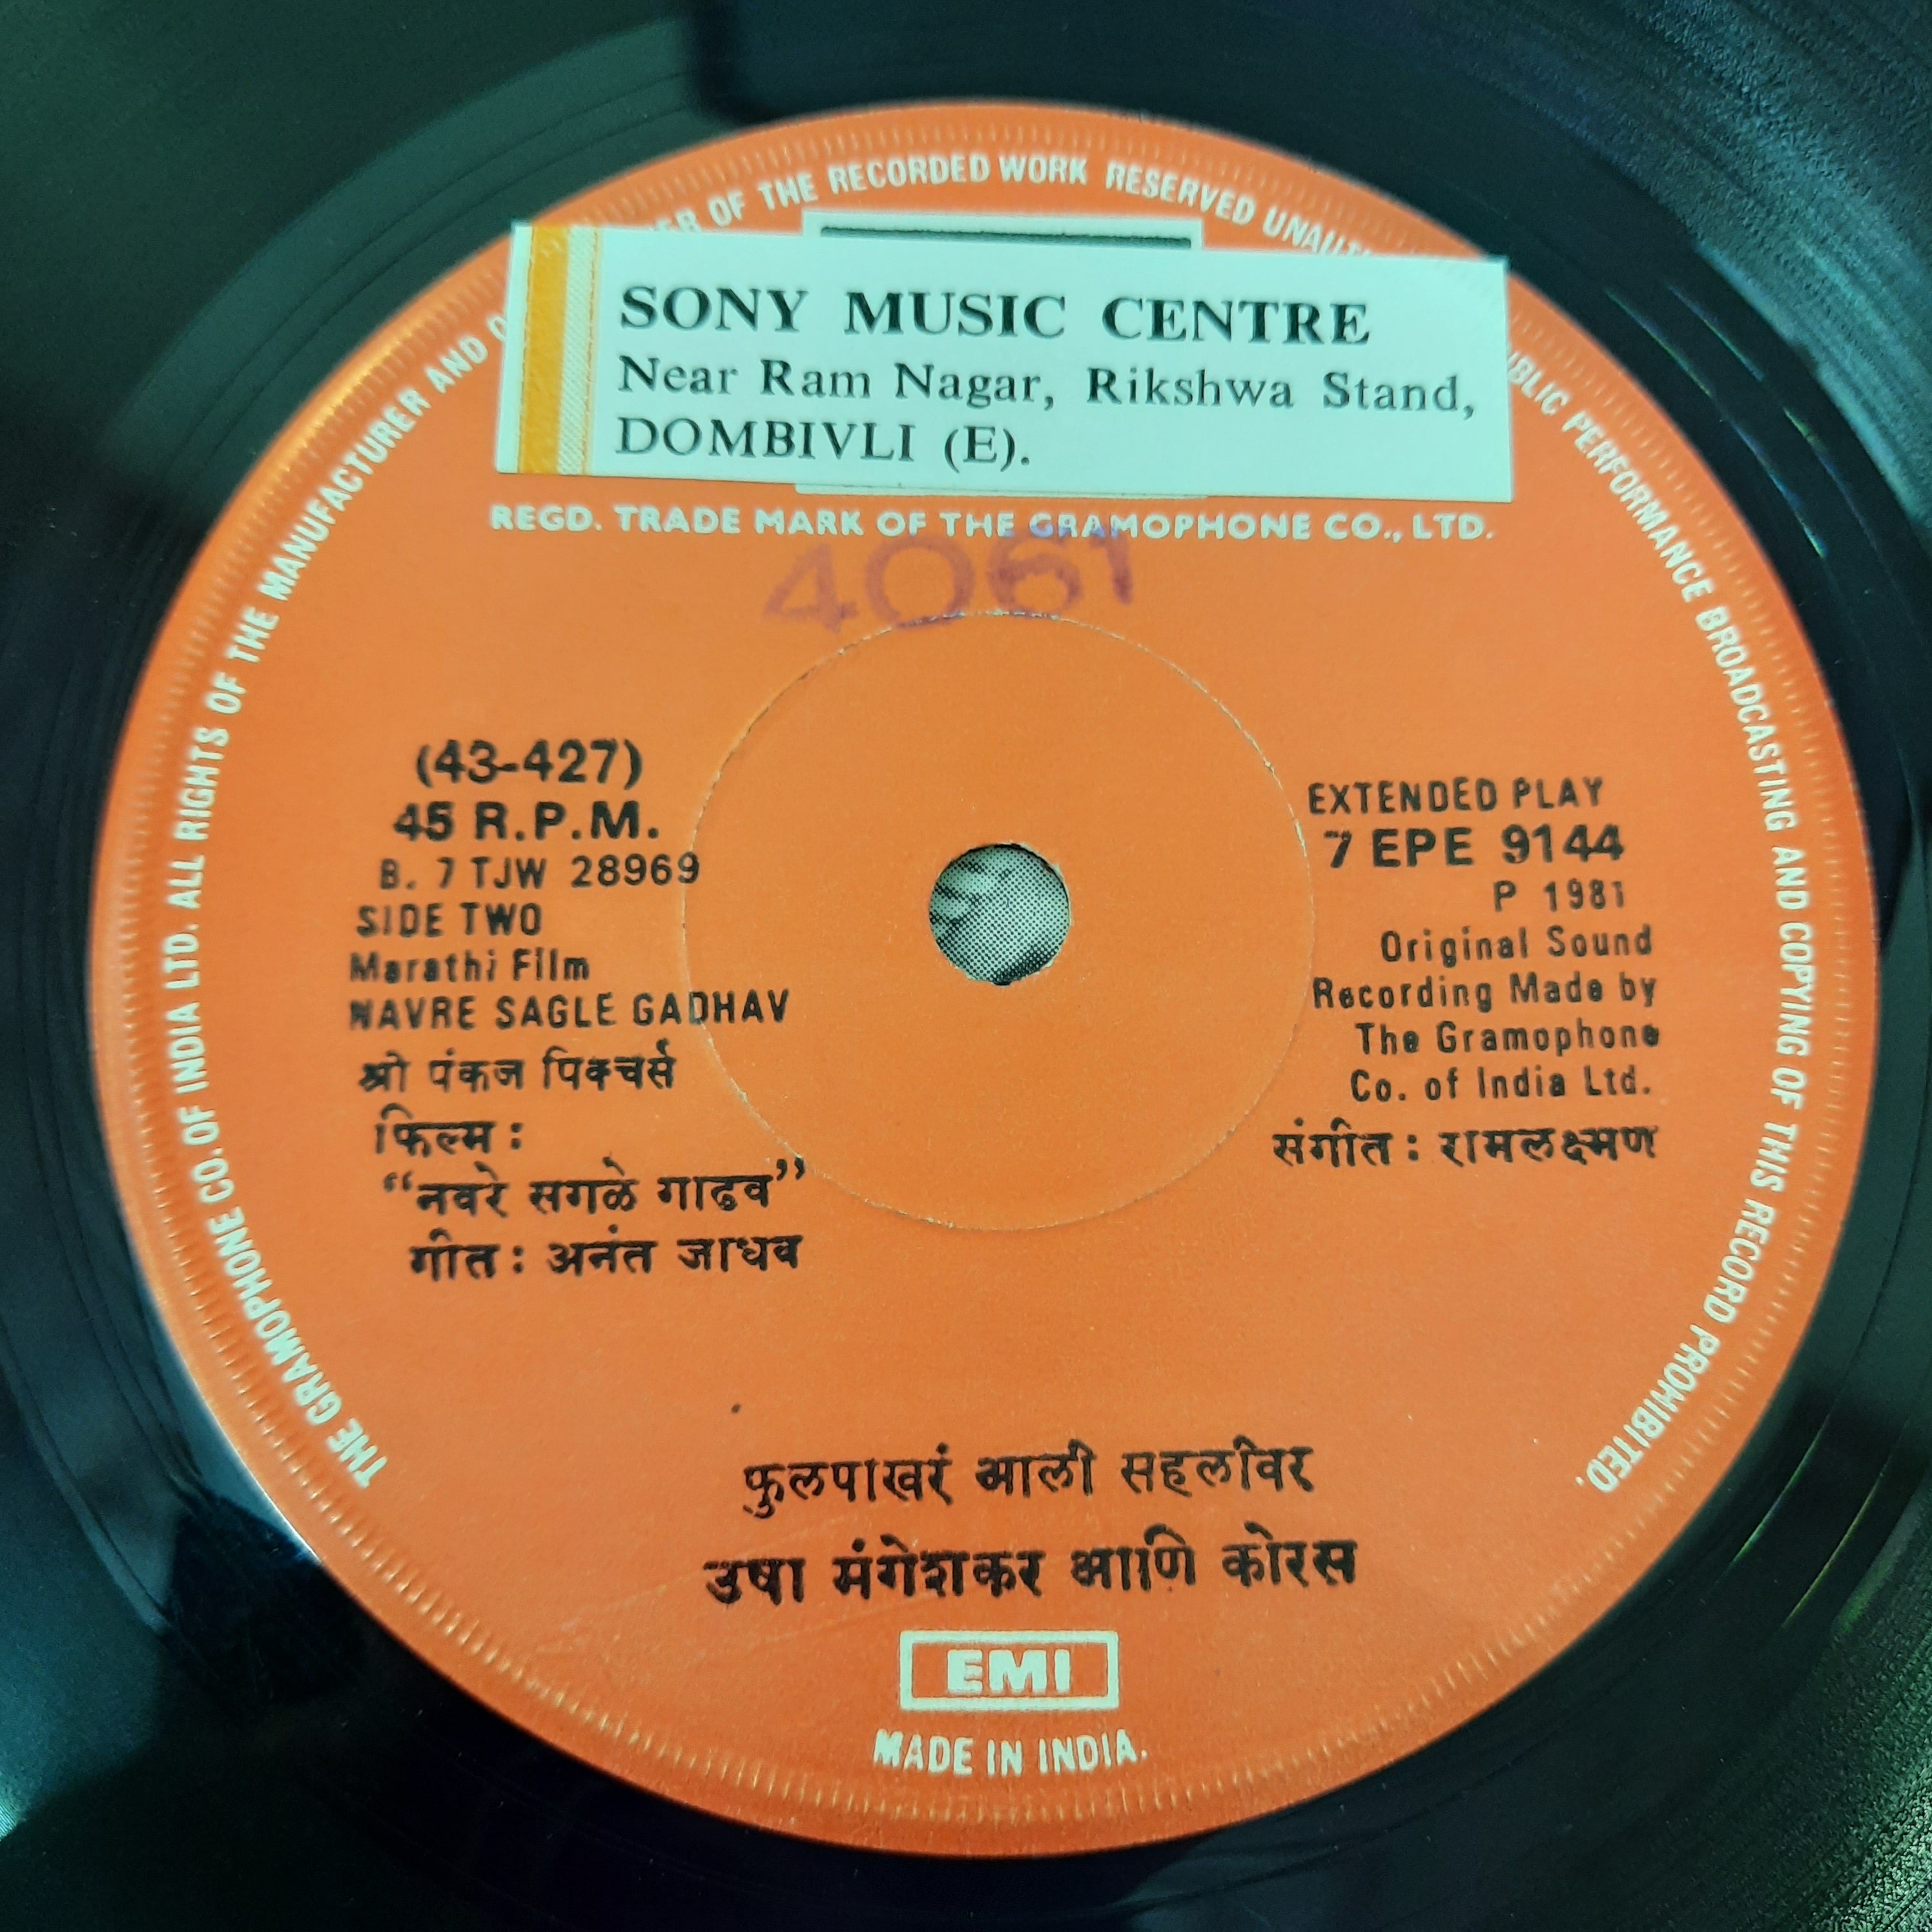 THE GRAMOPHONE CO. OF INDIA LTD. ALL RIGHTS OF THE MANUFACTURER AND OF THE RECORDED WORK RESERVED PERFORMANCE BROADCASTING AND COPYING OF THIS RECORD PROHIBITED.
SONY MUSIC CENTRE
Near Ram Nagar, Rikshwa Stand,
DOMBIVLI (E).
REGD. TRADE MARK OF THE GRAMOPHONE CO., LTD.
4061
(43-427)
45 R.P.M.
B. 7 TJW 28969
SIDE TWO
Marathi Film
NAVRE SAGLE GADHAV
श्री पंकज पिक्चर्स
फिल्म :
“नवरे सगळे गाढव”
गीत : अनंत जाधव
EXTENDED PLAY
7 EPE 9144
P 1981
Original Sound
Recording Made by
The Gramophone
Co. of India Ltd.
संगीत : रामलक्ष्मण
फुलपाखरं आली सहलीवर
उषा मंगेशकर आणि कोरस
EMI
MADE IN INDIA.